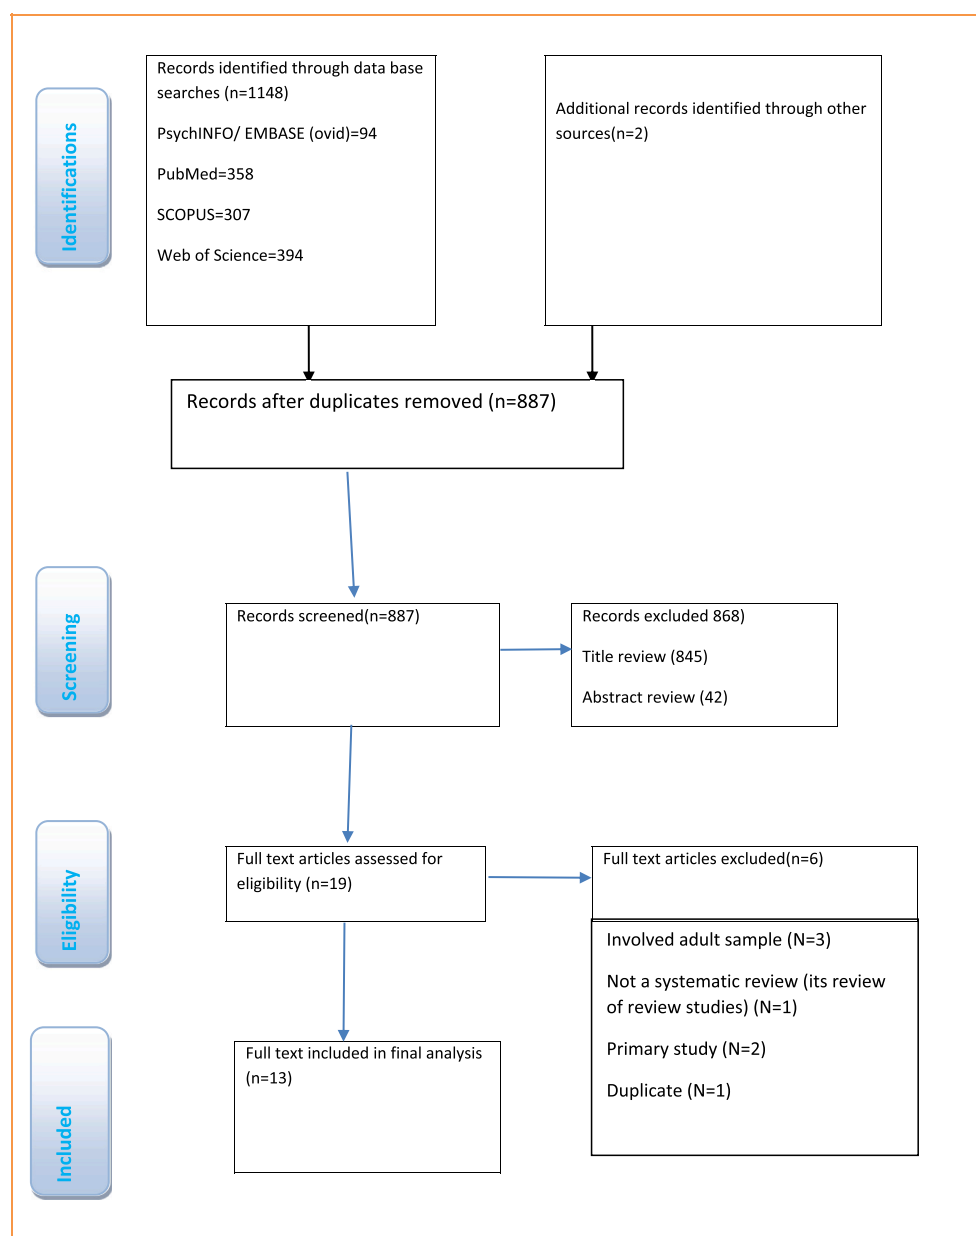 Identifications
Records identified through data base
searches (n=1148)
PsychINFO/ EMBASE (ovid)=94
PubMed=358
SCOPUS=307
Web of Science=394
Additional records identified through other
sources(n=2)
Records after duplicates removed (n=887)
Screening
Records screened(n=887)
Records excluded 868)
Title review (845)
Abstract review (42)
Eligibility
Full text articles assessed for
eligibility (n=19)
Full text articles excluded(n=6)
Involved adult sample (N=3)
Not a systematic review (its review
of review studies) (N=1)
Primary study (N=2)
Duplicate (N=1)
Included
Full text included in final analysis
(n=13)